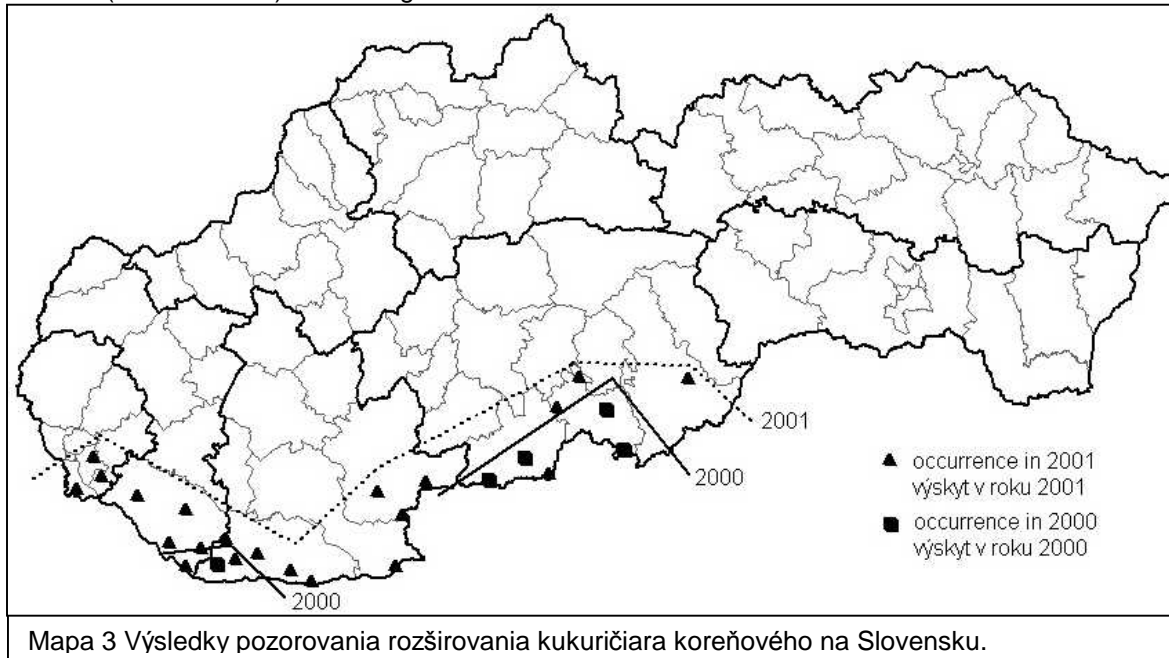 2001
2000
occurrence in 2001
výskyt v roku 2001
occurrence in 2000
výskyt v roku 2000
2000
Mapa 3 Výsledky pozorovania rozširovania kukuričiara koreňového na Slovensku.